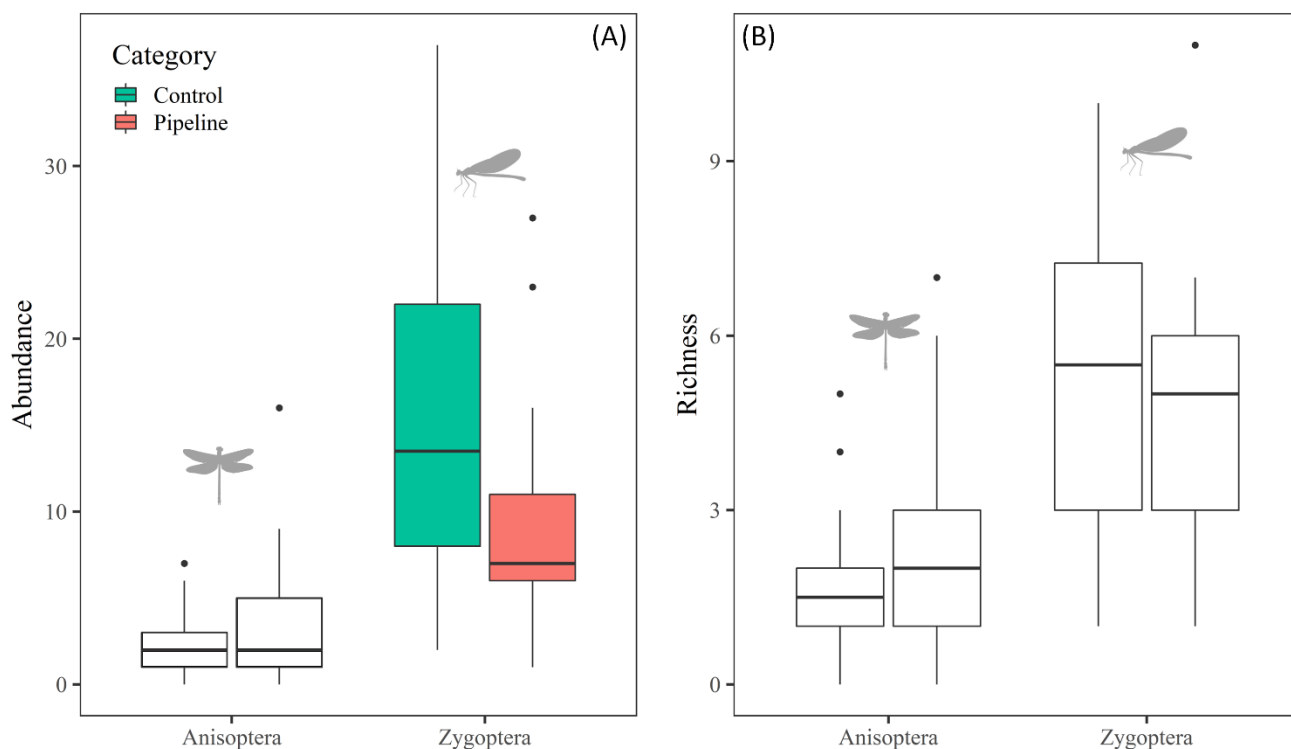 (A)
Category
Control
Pipeline
Abundance
30
20
10
0
Anisoptera
Zygoptera
(B)
Richness
9
6
3
0
Anisoptera
Zygoptera